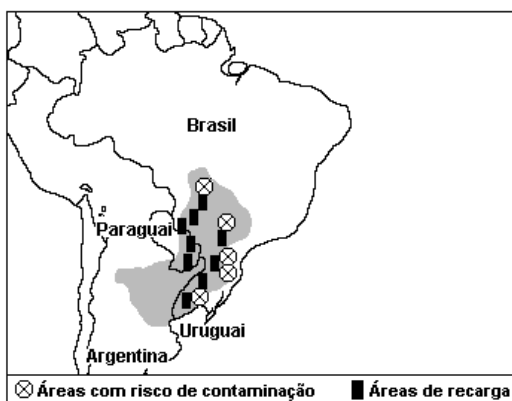 Brasil
Paraguai
Uruguai
Argentina
Áreas com risco de contaminação
Áreas de recarga